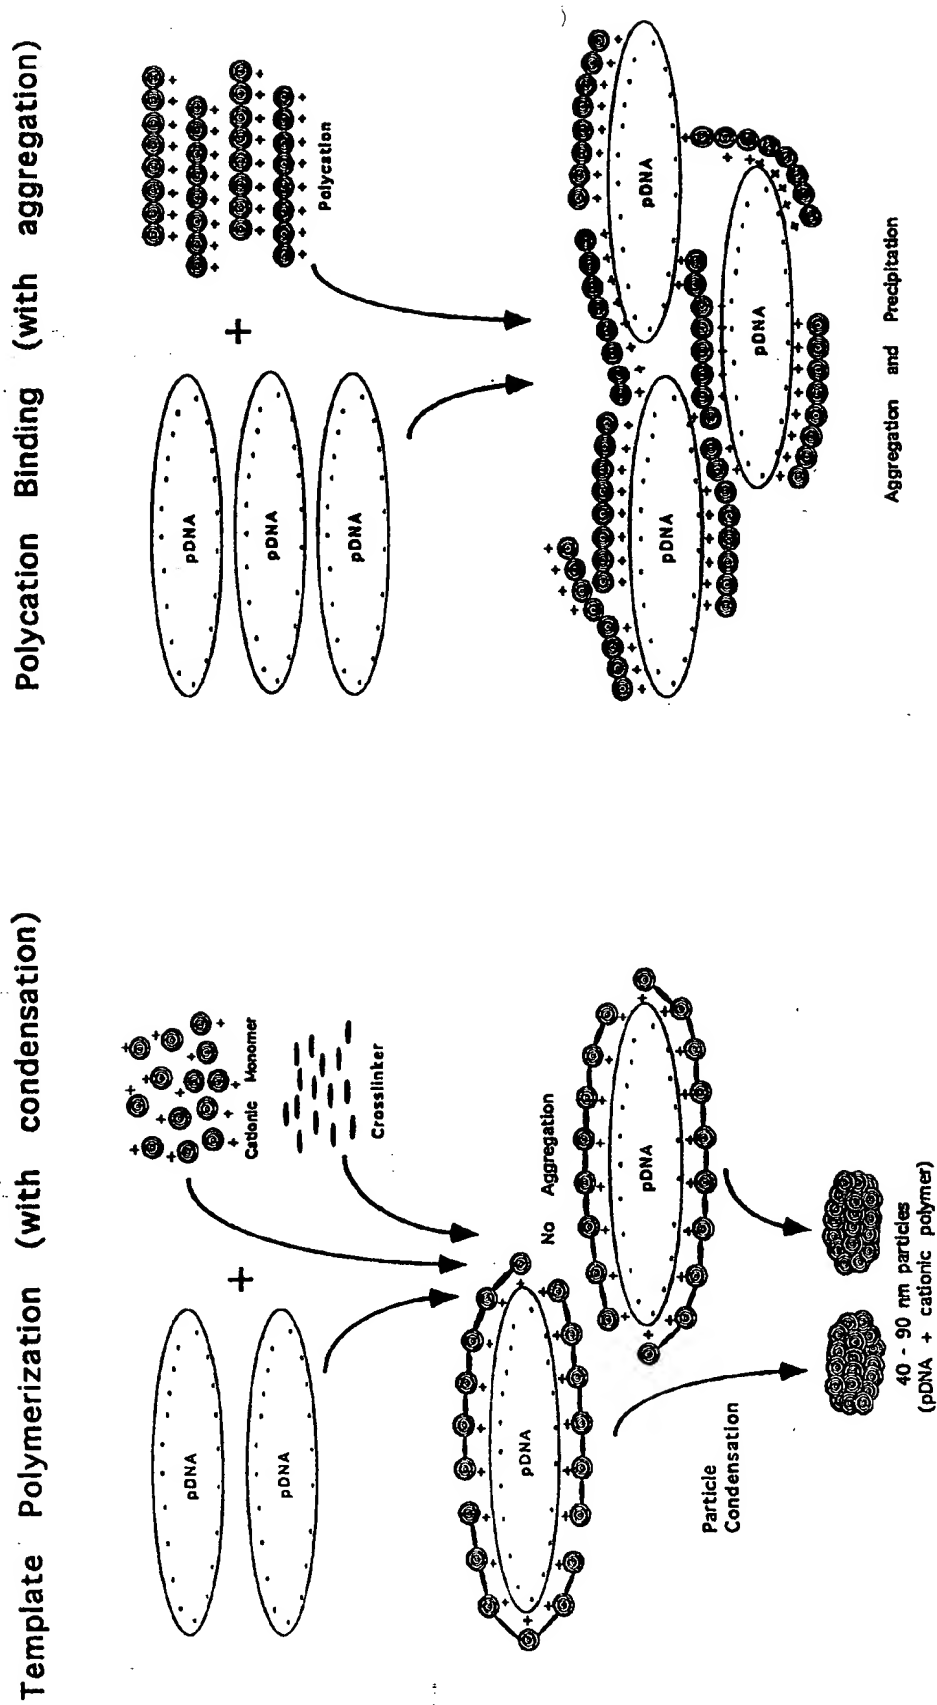 Template Polymerization (with condensation)
pDNA
pDNA
+
Cationic Monomer
Crosslinker
pDNA
No Aggregation
pDNA
Particle
Condensation
40 - 90 nm particles
(pDNA + cationic polymer)
Polycation Binding (with aggregation)
pDNA
pDNA
pDNA
+
Polycation
pDNA
pDNA
pDNA
Aggregation and Precipitation